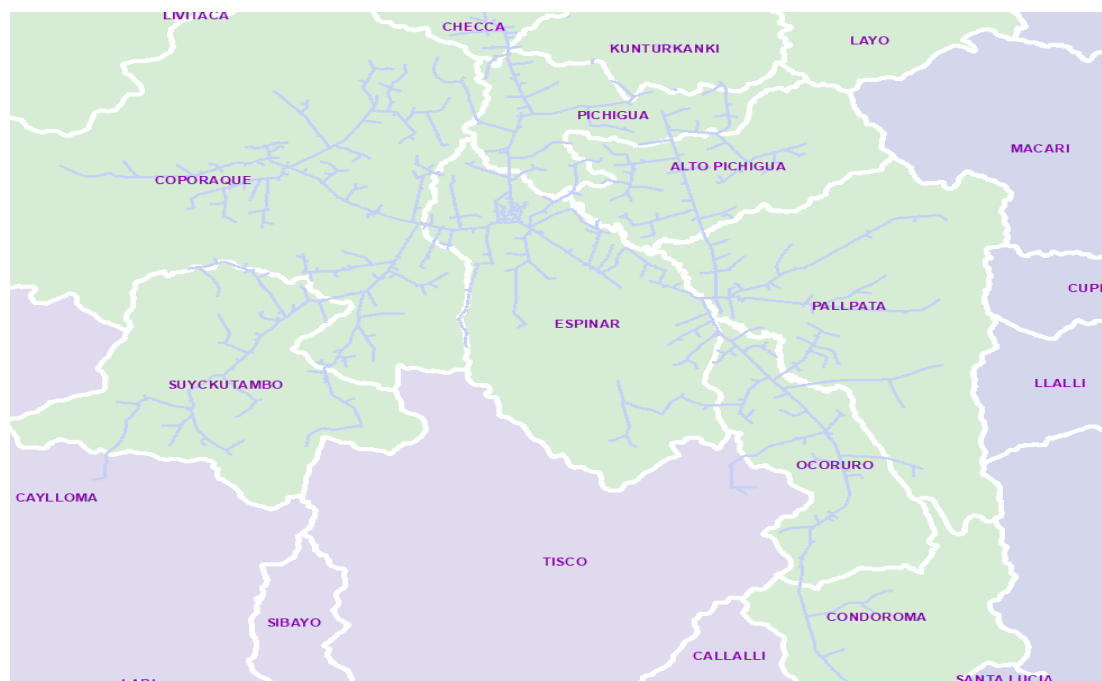 LIVITACA
CHECCA
LAYO
KUNTURKANKI
PICHIGUA
MACARI
ALTO PICHIGUA
COPORAQUE
PALLPATA
ESPINAR
SUYCKUTAMBO
LLALLI
OCORURO
CAYLLOMA
TISCO
CONDOROMA
SIBAYO
CALLALLI
SANTA LUCIA